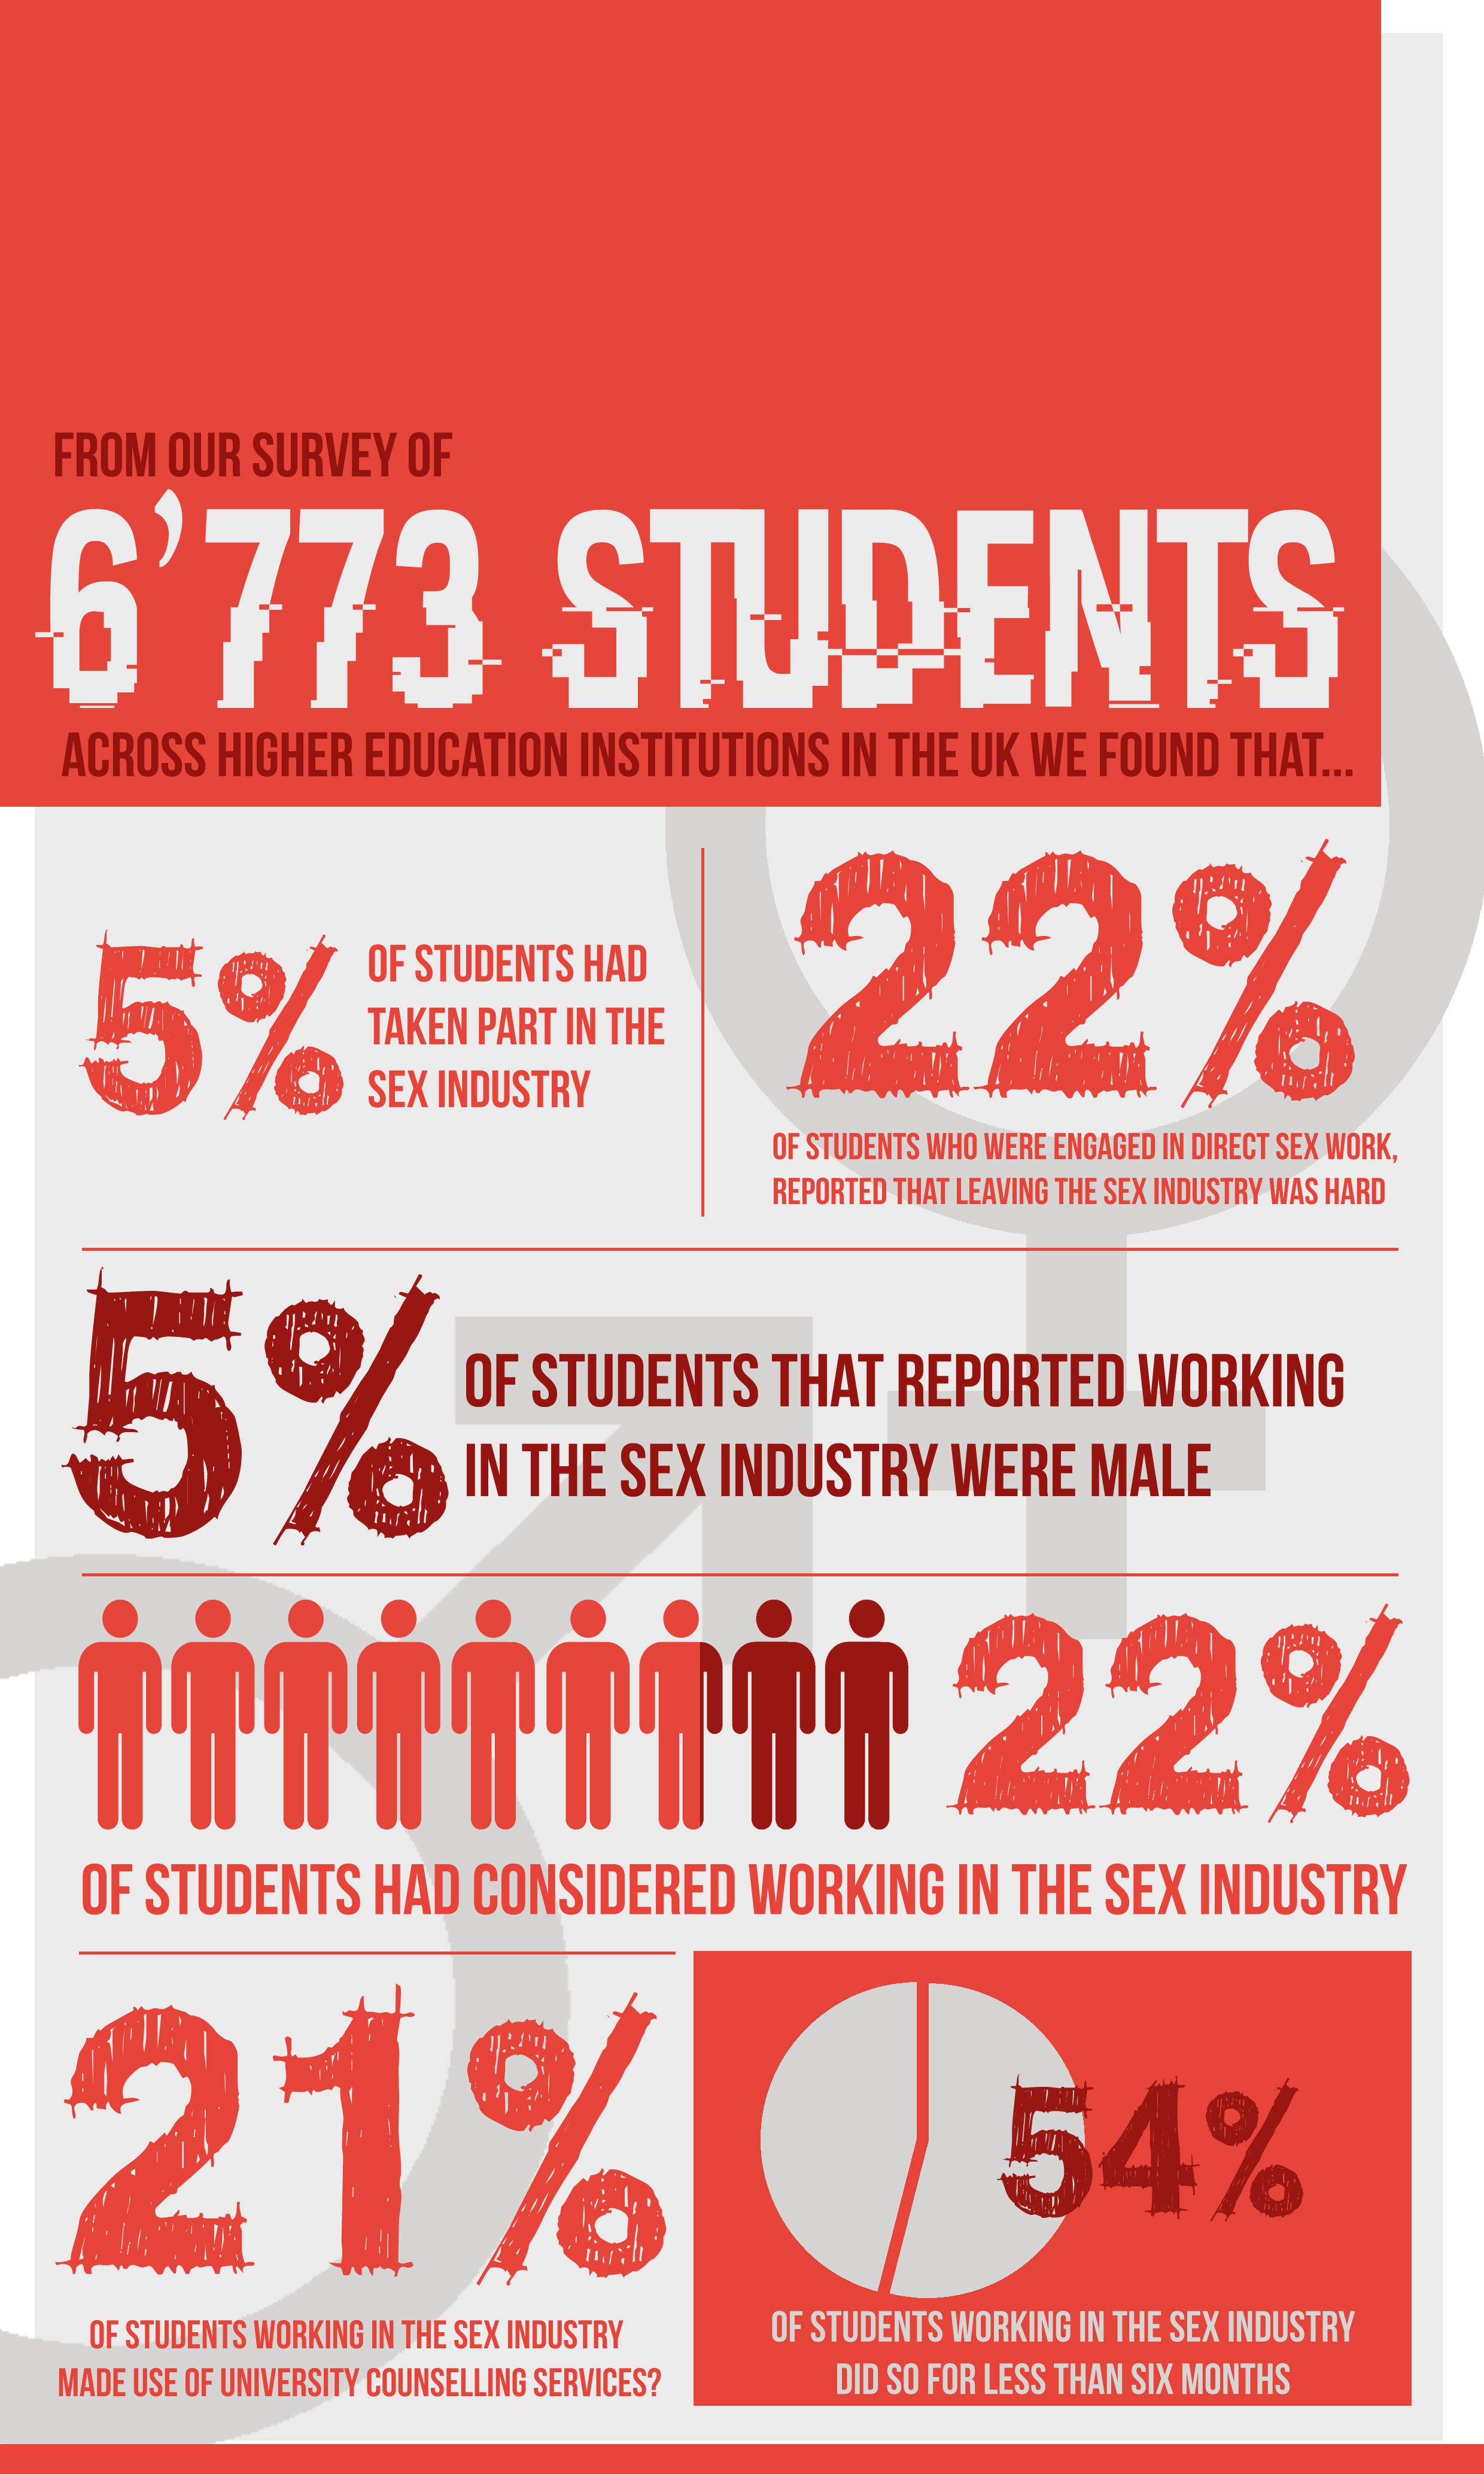 FROM OUR SURVEY OF
6’773 STUDENTS
ACROSS HIGHER EDUCATION INSTITUTIONS IN THE UK WE FOUND THAT...
5%
OF STUDENTS HAD
TAKEN PART IN THE
SEX INDUSTRY
22%
OF STUDENTS WHO WERE ENGAGED IN DIRECT SEX WORK,
REPORTED THAT LEAVING THE SEX INDUSTRY WAS HARD
5%
OF STUDENTS THAT REPORTED WORKING
IN THE SEX INDUSTRY WERE MALE
22%
OF STUDENTS HAD CONSIDERED WORKING IN THE SEX INDUSTRY
21%
OF STUDENTS WORKING IN THE SEX INDUSTRY
MADE USE OF UNIVERSITY COUNSELLING SERVICES?
54%
OF STUDENTS WORKING IN THE SEX INDUSTRY
DID SO FOR LESS THAN SIX MONTHS